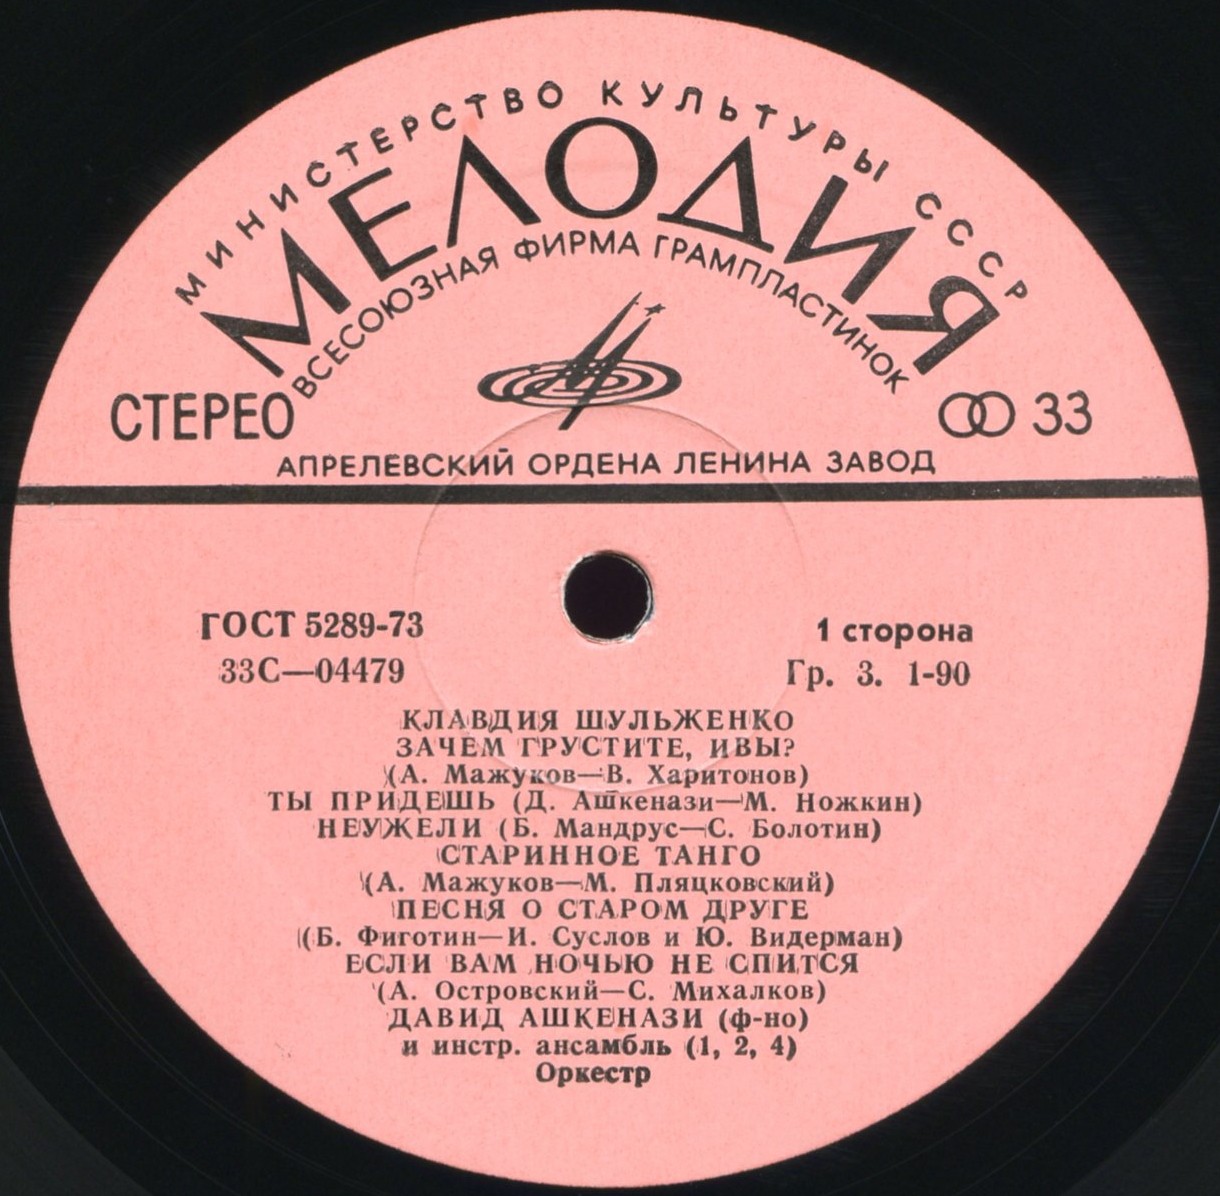 МИНИСТЕРСТВО КУЛЬТУРЫ СССР
МЕЛОДИЯ
ВСЕСОЮЗНАЯ ФИРМА ГРАМПЛАСТИНОК
СТЕРЕО
33
АПРЕЛЕВСКИЙ ОРДЕНА ЛЕНИНА ЗАВОД
ГОСТ 5289-73
1 сторона
33С—04479
Гр. 3. 1-90
КЛАВДИЯ ШУЛЬЖЕНКО
ЗАЧЕМ ГРУСТИТЕ, ИВЫ?
(А. Мажуков—В. Харитонов)
ТЫ ПРИДЕШЬ (Д. Ашкенази—М. Ножкин)
НЕУЖЕЛИ (Б. Мандрус—С. Болотин)
СТАРИННОЕ ТАНГО
(А. Мажуков—М. Пляцковский)
ПЕСНЯ О СТАРОМ ДРУГЕ
(Б. Фиготин—И. Суслов и Ю. Видерман)
ЕСЛИ ВАМ НОЧЬЮ НЕ СПИТСЯ
(А. Островский—С. Михалков)
ДАВИД АШКЕНАЗИ (ф-но)
и инстр. ансамбль (1, 2, 4)
Оркестр